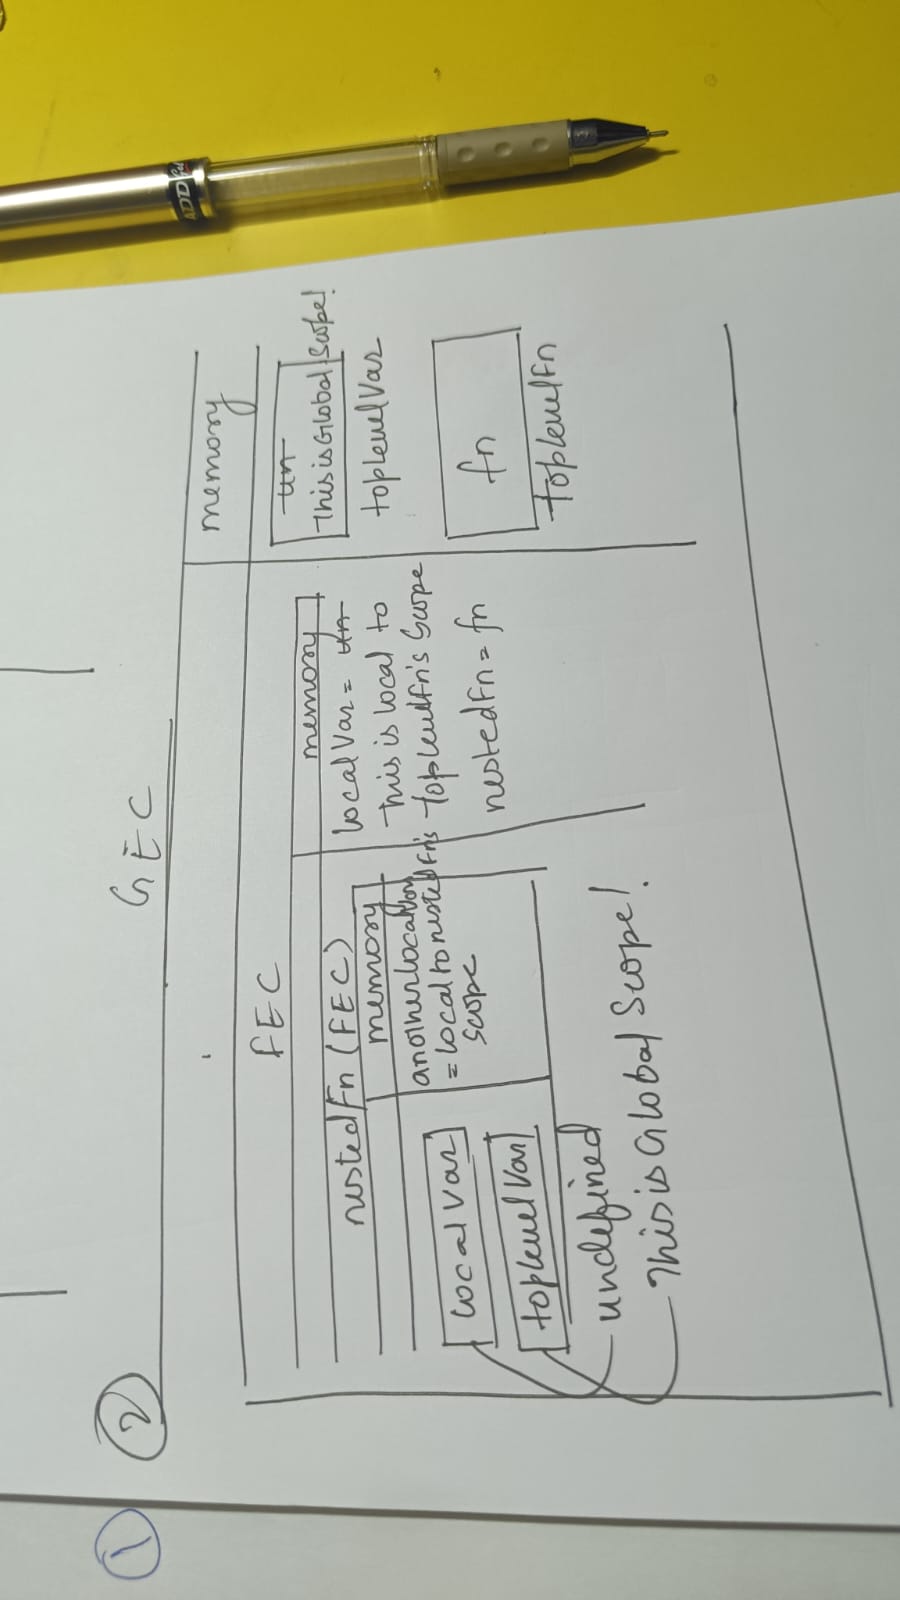 1
2
GEC
memory
FEC
un
This is Global Scope!
toplevelVar
fn
toplevelFn
memory
localVar = un
This is local to
toplevelFn's Scope
nestedFn = fn
nestedFn (FEC)
memory
anotherlocalVar
= local to nestedFn's
scope
localVar
toplevelVar
undefined
This is Global Scope!
ADD